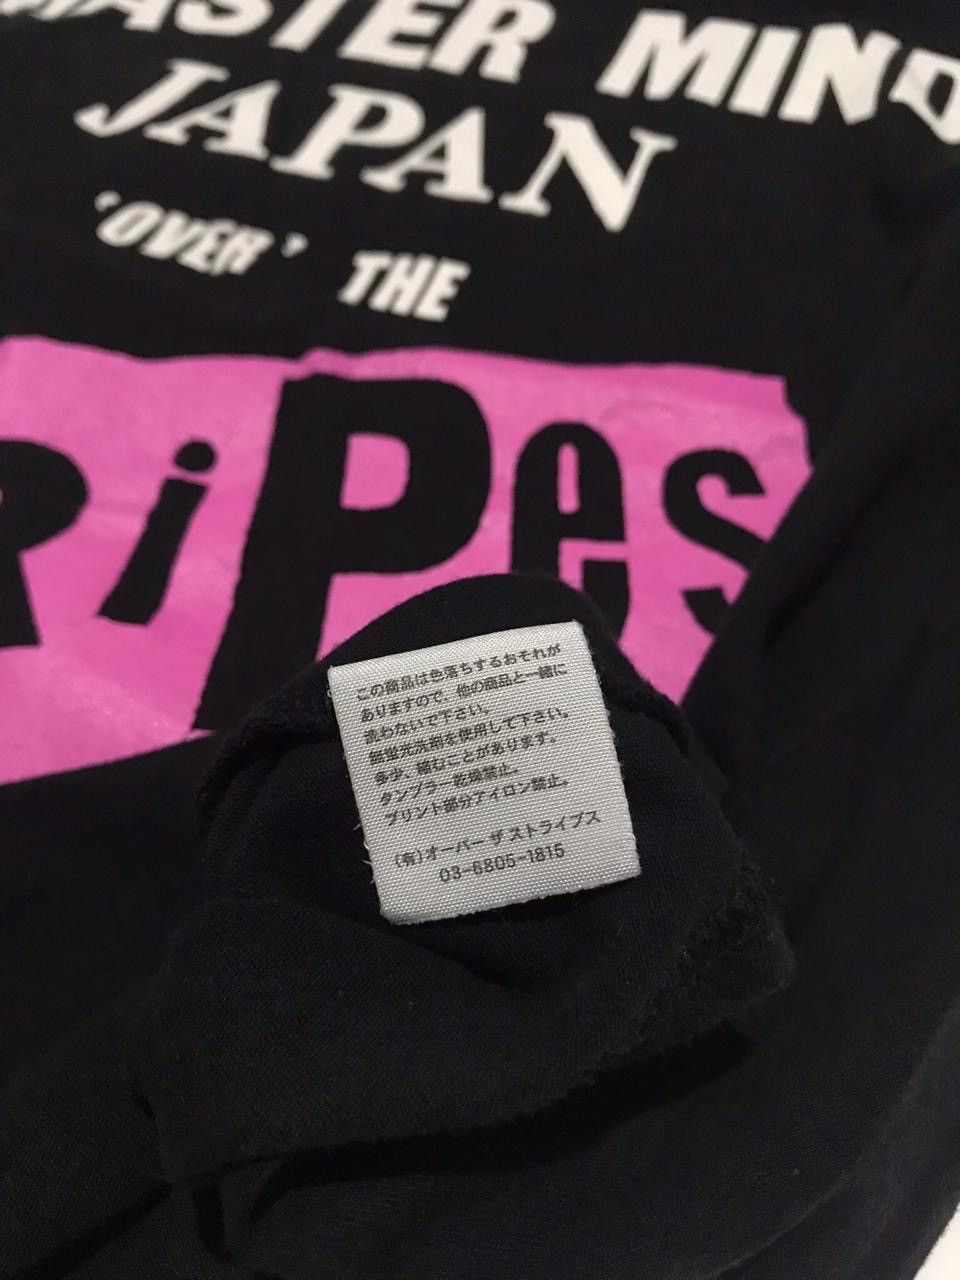 MASTER MIND
JAPAN
'OVER' THE
RiPes
この商品は色落ちするおそれが
ありますので、他の商品と一緒に
洗わないで下さい。
無蛍光洗剤を使用して下さい。
多少、縮むことがあります。
タンブラー乾燥禁止。
プリント部分アイロン禁止。
(有)オーバー ザ ストライプス
03-6805-1815